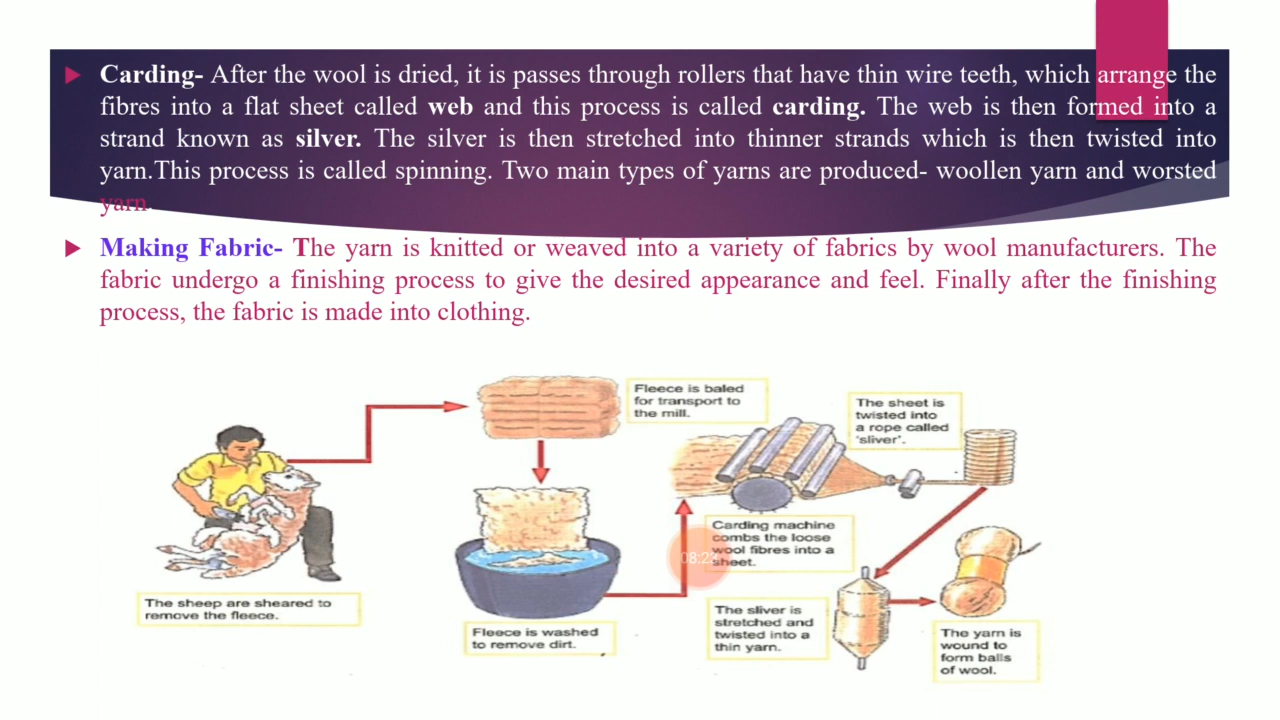 Carding- After the wool is dried, it is passes through rollers that have thin wire teeth, which arrange the
fibres into a flat sheet called web and this process is called carding. The web is then formed into a
strand known as silver. The silver is then stretched into thinner strands which is then twisted into
yarn.This process is called spinning. Two main types of yarns are produced- woollen yarn and worsted
yarn.
Making Fabric- The yarn is knitted or weaved into a variety of fabrics by wool manufacturers. The
fabric undergo a finishing process to give the desired appearance and feel. Finally after the finishing
process, the fabric is made into clothing.
Fleece is baled
for transport to
the mill.
The sheet is
twisted into
a rope called
'sliver'.
Carding machine
combs the loose
wool fibres into a
sheet.
The sheep are sheared to
remove the fleece.
Fleece is washed
to remove dirt.
The sliver is
stretched and
twisted into a
thin yarn.
The yarn is
wound to
form balls
of wool.